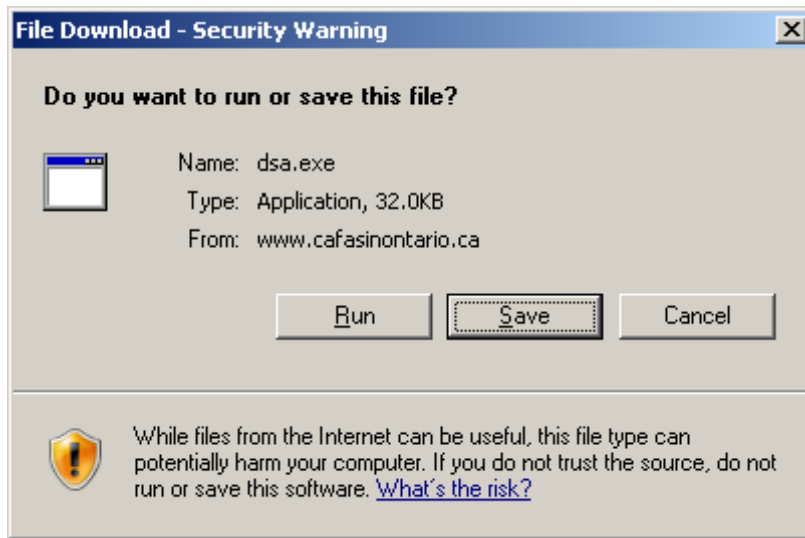 File Download - Security Warning
Do you want to run or save this file?
Name: dsa.exe
Type: Application, 32.0KB
From: www.cafasinontario.ca
Run Save Cancel
While files from the Internet can be useful, this file type can
potentially harm your computer. If you do not trust the source, do not
run or save this software. What's the risk?